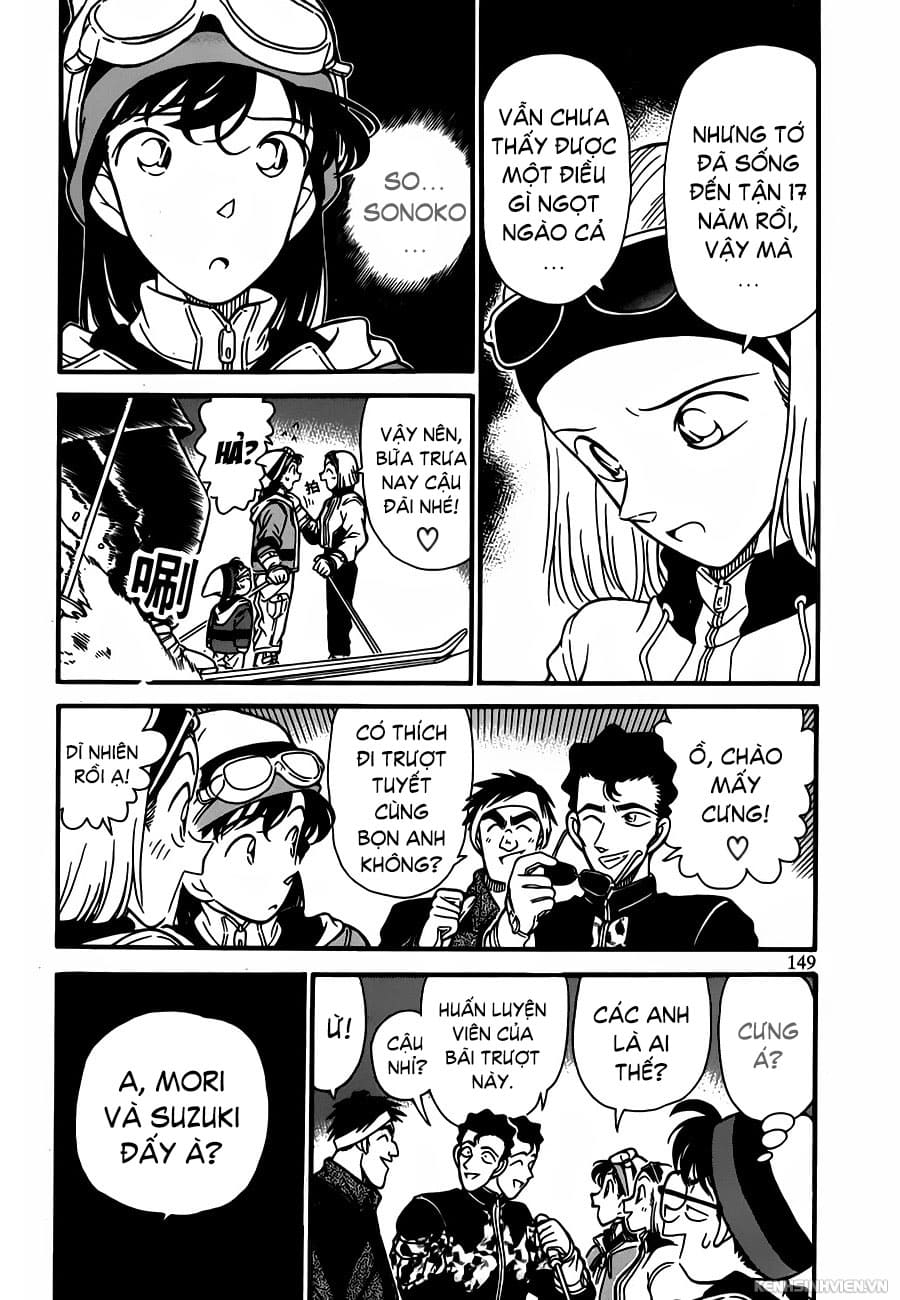 NHƯNG TỚ
ĐÃ SỐNG
ĐẾN TẬN 17
NĂM RỒI,
VẬY MÀ
...
VẪN CHƯA
THẤY ĐƯỢC
MỘT ĐIỀU
GÌ NGỌT
NGÀO CẢ
...
SO...
SONOKO
...
VẬY NÊN,
BỮA TRƯA
NAY CẬU
ĐÃI NHÉ!
♡
HẢ?
拍
唰
Ồ, CHÀO
MẤY
CƯNG!
♡
CÓ THÍCH
ĐI TRƯỢT
TUYẾT
CÙNG
BỌN ANH
KHÔNG?
DĨ NHIÊN
RỒI Ạ!
149
CƯNG
Á?
CÁC ANH
LÀ AI
THẾ?
HUẤN LUYỆN
VIÊN CỦA
BÃI TRƯỢT
NÀY.
CẬU
NHỈ?
Ừ!
A, MORI
VÀ SUZUKI
ĐẤY À?
KENHSINHVIEN.VN